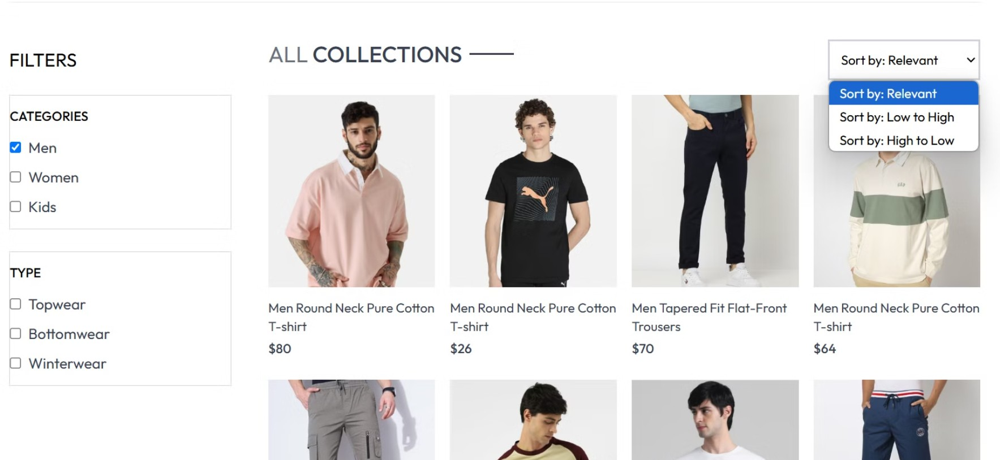 FILTERS
CATEGORIES
Men
Women
Kids
TYPE
Topwear
Bottomwear
Winterwear
ALL COLLECTIONS
Sort by: Relevant
Sort by: Relevant
Sort by: Low to High
Sort by: High to Low
GAP
Men Round Neck Pure Cotton
T-shirt
$80
Men Round Neck Pure Cotton
T-shirt
$26
Men Tapered Fit Flat-Front
Trousers
$70
Men Round Neck Pure Cotton
T-shirt
$64